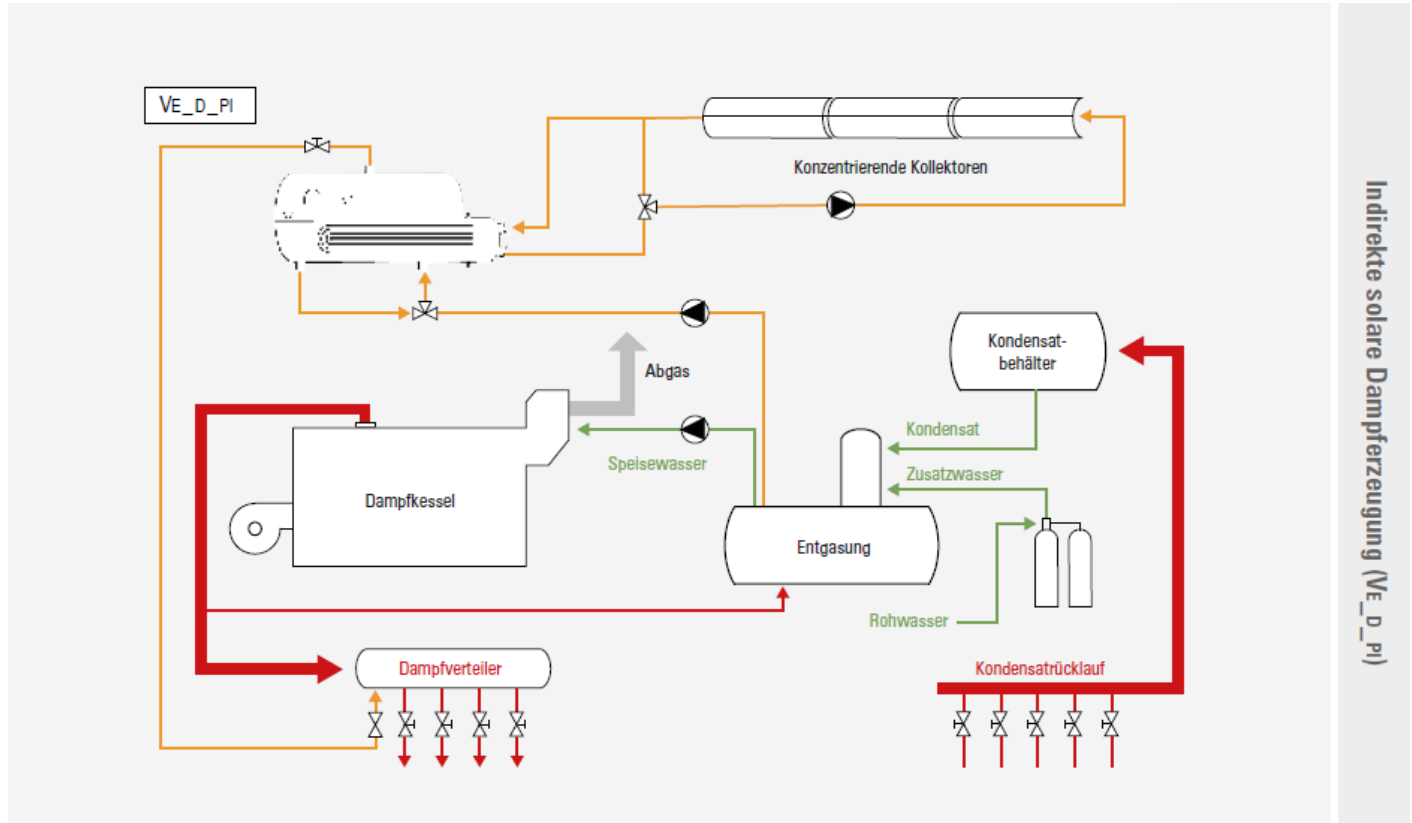 VE_D_PI
Konzentrierende Kollektoren
Kondensat-
behälter
Abgas
Kondensat
Speisewasser
Zusatzwasser
Dampfkessel
Entgasung
Rohwasser
Dampfverteiler
Kondensatrücklauf
Indirekte solare Dampferzeugung (VE_D_PI)